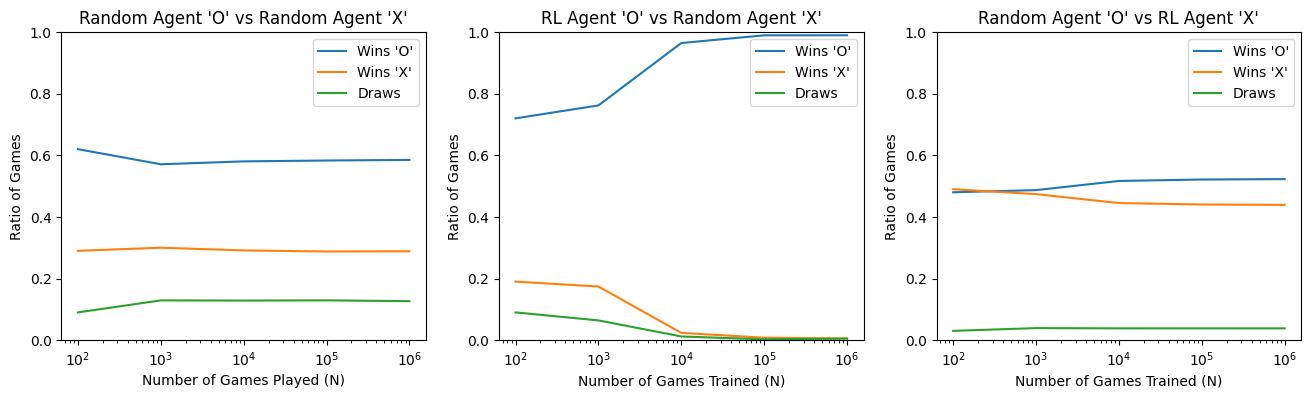 Random Agent 'O' vs Random Agent 'X'
1.0
0.8
0.6
0.4
0.2
0.0
Ratio of Games
10²
10³
10⁴
10⁵
10⁶
Number of Games Played (N)
Wins 'O'
Wins 'X'
Draws
RL Agent 'O' vs Random Agent 'X'
1.0
0.8
0.6
0.4
0.2
0.0
Ratio of Games
10²
10³
10⁴
10⁵
10⁶
Number of Games Trained (N)
Wins 'O'
Wins 'X'
Draws
Random Agent 'O' vs RL Agent 'X'
1.0
0.8
0.6
0.4
0.2
0.0
Ratio of Games
10²
10³
10⁴
10⁵
10⁶
Number of Games Trained (N)
Wins 'O'
Wins 'X'
Draws